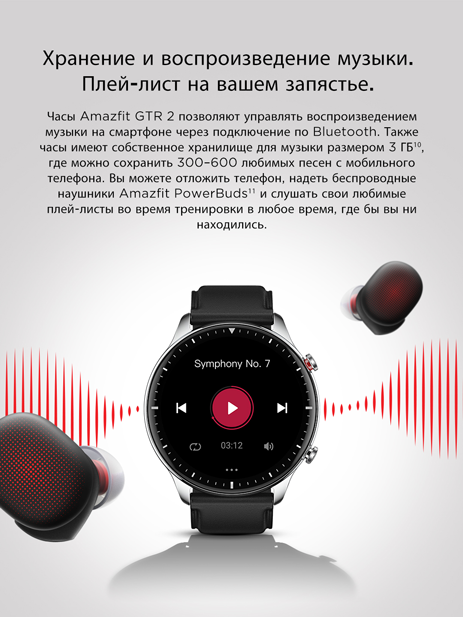 Хранение и воспроизведение музыки.
Плей-лист на вашем запястье.
Часы Amazfit GTR 2 позволяют управлять воспроизведением
музыки на смартфоне через подключение по Bluetooth. Также
часы имеют собственное хранилище для музыки размером 3 ГБ¹⁰,
где можно сохранить 300–600 любимых песен с мобильного
телефона. Вы можете отложить телефон, надеть беспроводные
наушники Amazfit PowerBuds¹¹ и слушать свои любимые
плей-листы во время тренировки в любое время, где бы вы ни
находились.
Symphony No. 7
03:12